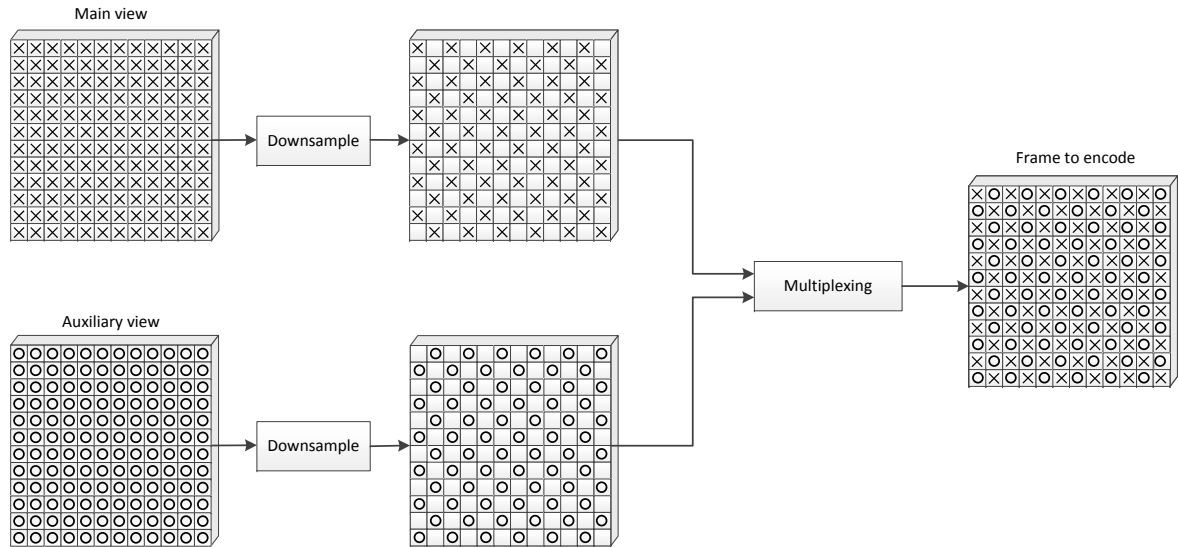 Main view
Downsample
Frame to encode
Multiplexing
Auxiliary view
Downsample